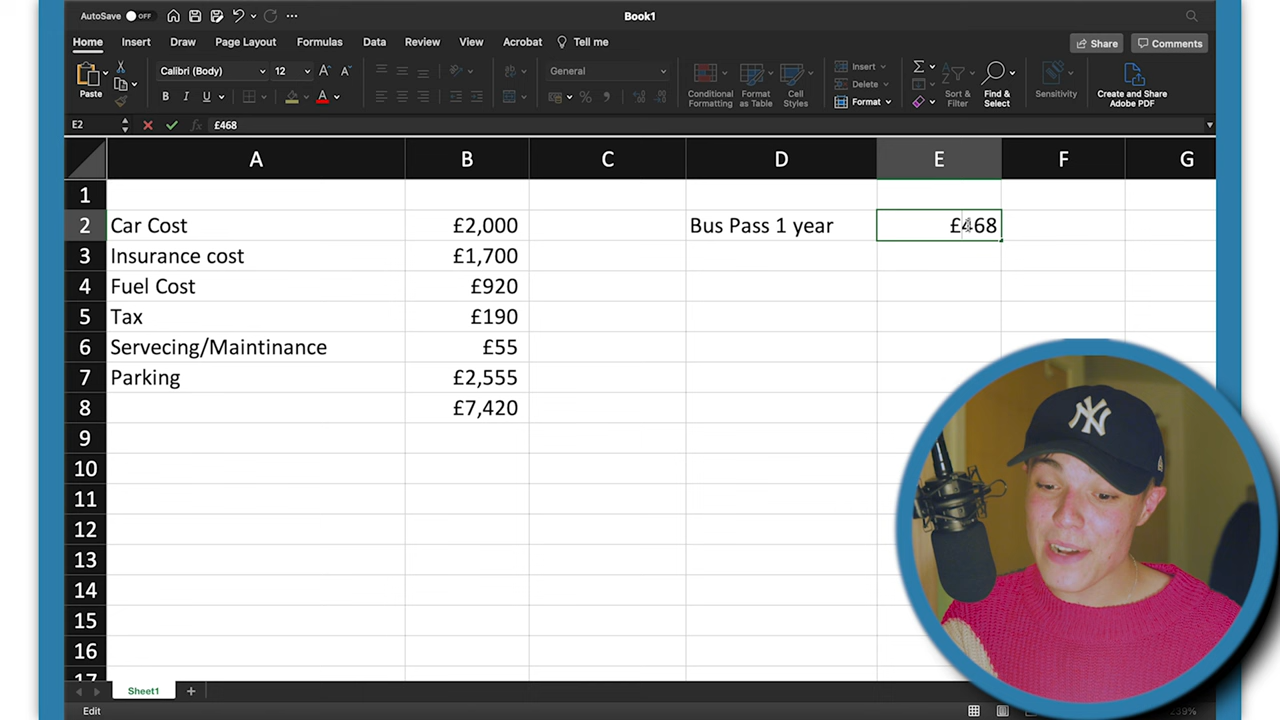 AutoSave OFF
Book1
Home Insert Draw Page Layout Formulas Data Review View Acrobat Tell me
Share Comments
Paste
Calibri (Body) 12
B I U
General
Conditional Formatting
Format as Table
Cell Styles
Insert
Delete
Format
Sort & Filter
Find & Select
Sensitivity
Create and Share Adobe PDF
E2 fx £468
A B C D E F G
1
2 Car Cost £2,000 Bus Pass 1 year £468
3 Insurance cost £1,700
4 Fuel Cost £920
5 Tax £190
6 Servecing/Maintinance £55
7 Parking £2,555
8 £7,420
9
10
11
12
13
14
15
16
17
Sheet1
Edit
NY